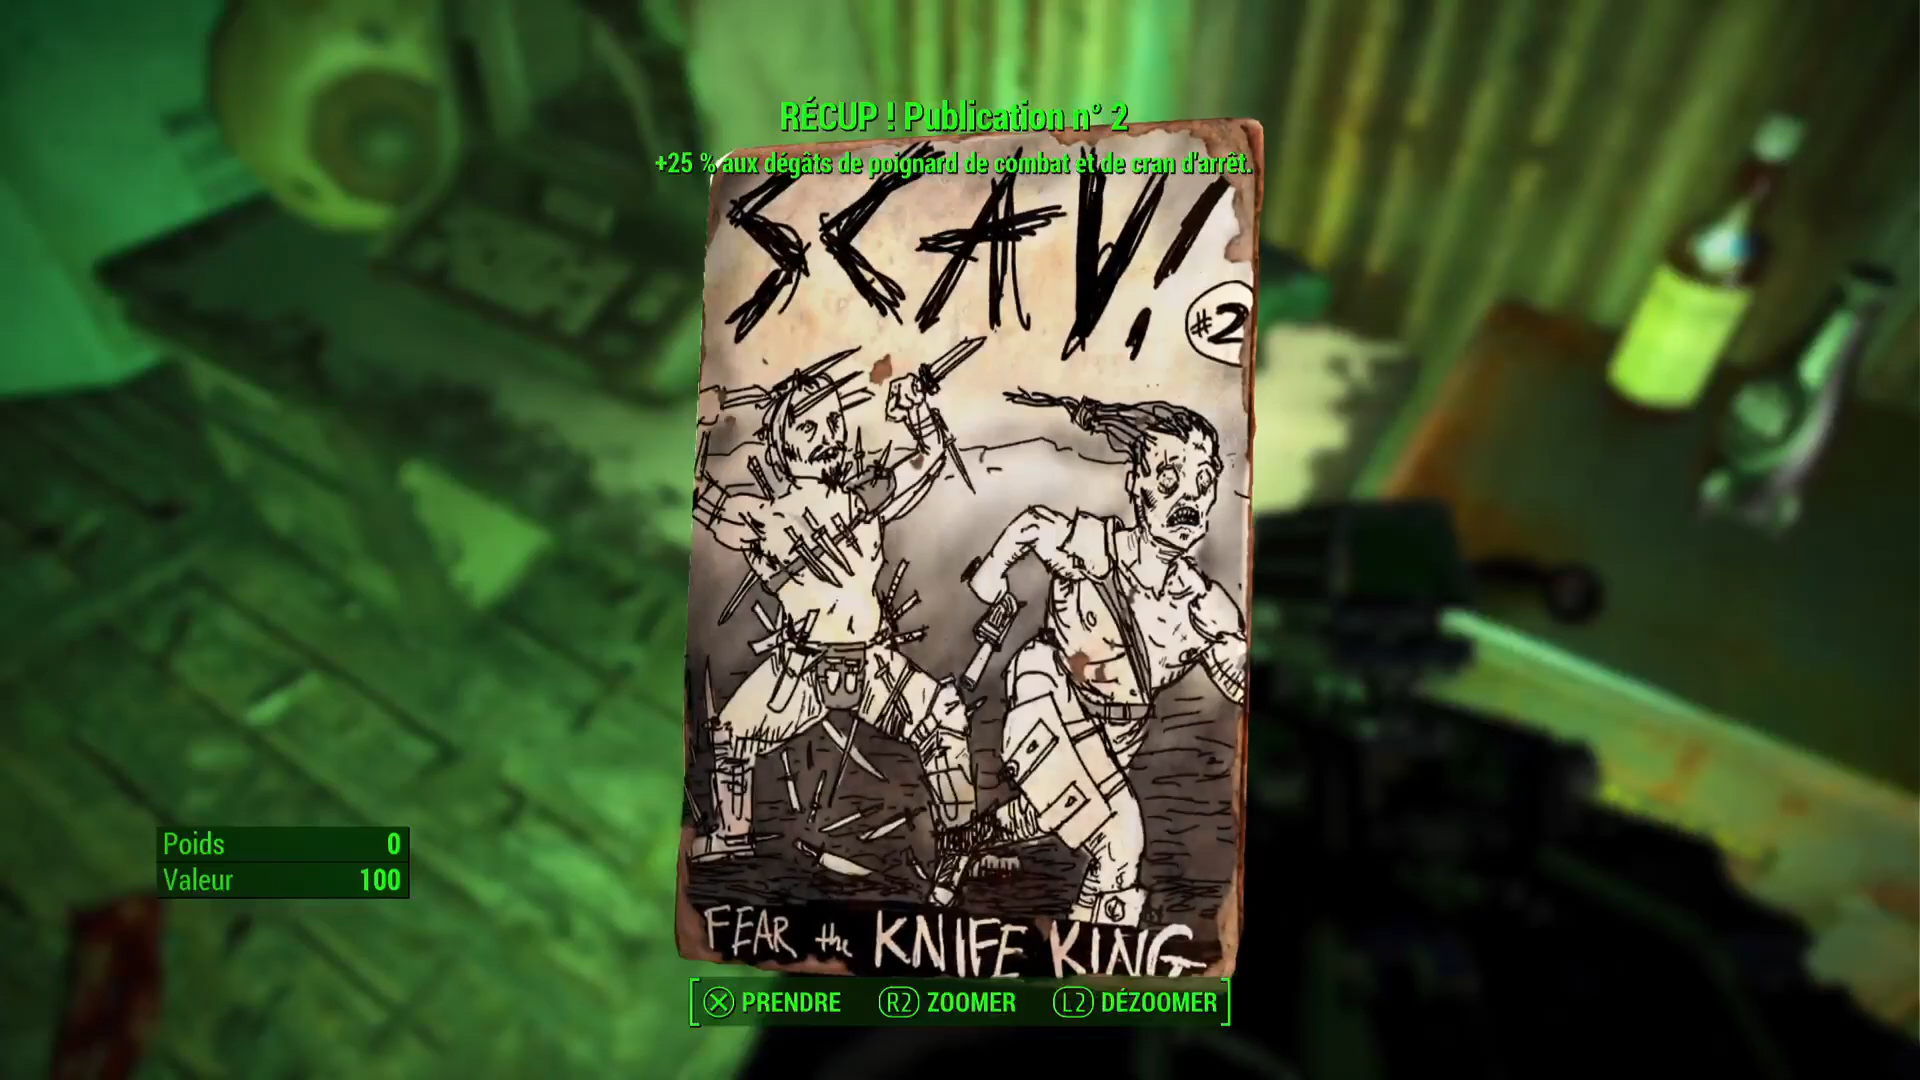 RÉCUP ! Publication n° 2
+25 % aux dégâts de poignard de combat et de cran d'arrêt.
SCAV!
#2
Poids 0
Valeur 100
FEAR the KNIFE KING
PRENDRE R2 ZOOMER L2 DÉZOOMER